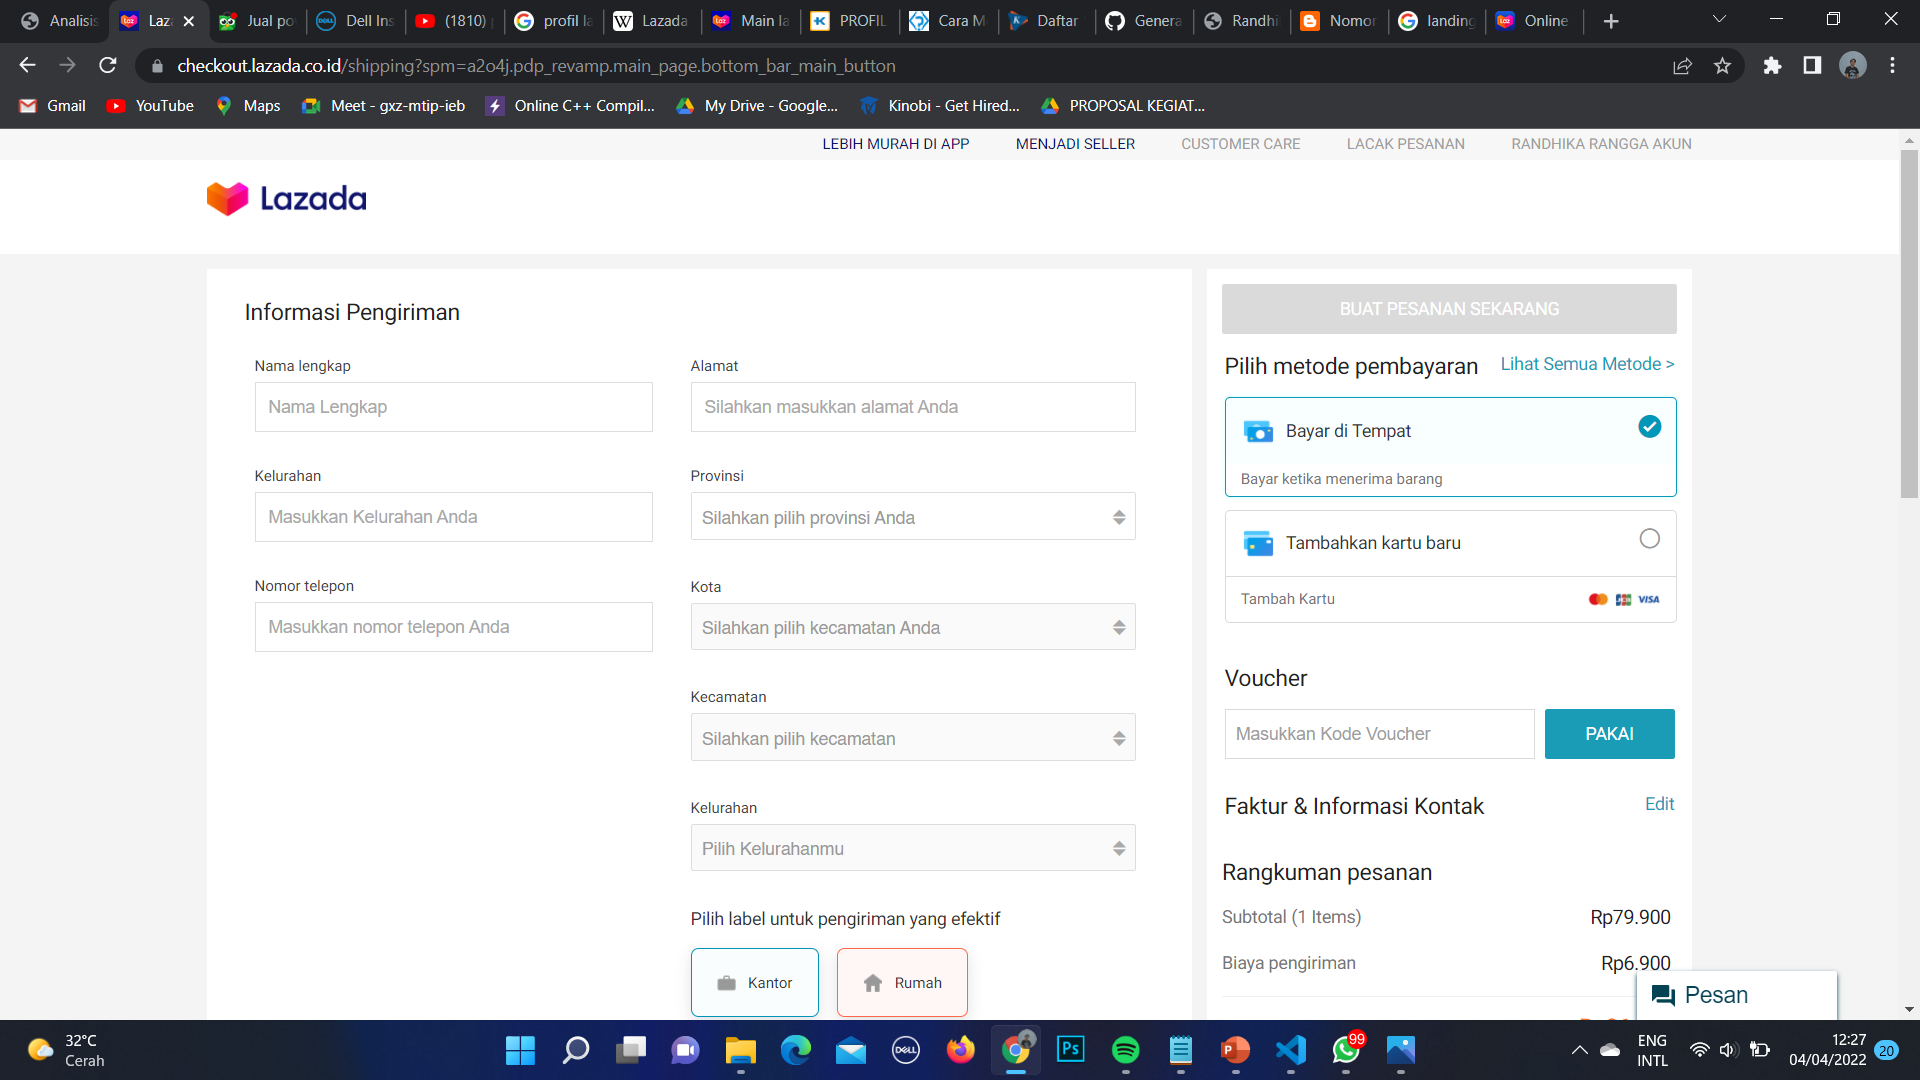 Analisis
Laza
Jual po
Dell Ins
(1810)
profil la
Lazada
Main la
PROFIL
Cara M
Daftar
Genera
Randhi
Nomor
landing
Online
checkout.lazada.co.id/shipping?spm=a2o4j.pdp_revamp.main_page.bottom_bar_main_button
Gmail
YouTube
Maps
Meet - gxz-mtip-ieb
Online C++ Compil...
My Drive - Google...
Kinobi - Get Hired...
PROPOSAL KEGIAT...
LEBIH MURAH DI APP
MENJADI SELLER
CUSTOMER CARE
LACAK PESANAN
RANDHIKA RANGGA AKUN
Lazada
Informasi Pengiriman
Nama lengkap
Nama Lengkap
Kelurahan
Masukkan Kelurahan Anda
Nomor telepon
Masukkan nomor telepon Anda
Alamat
Silahkan masukkan alamat Anda
Provinsi
Silahkan pilih provinsi Anda
Kota
Silahkan pilih kecamatan Anda
Kecamatan
Silahkan pilih kecamatan
Kelurahan
Pilih Kelurahanmu
Pilih label untuk pengiriman yang efektif
Kantor
Rumah
BUAT PESANAN SEKARANG
Pilih metode pembayaran
Lihat Semua Metode >
Bayar di Tempat
Bayar ketika menerima barang
Tambahkan kartu baru
Tambah Kartu
JCB
VISA
Voucher
Masukkan Kode Voucher
PAKAI
Faktur & Informasi Kontak
Edit
Rangkuman pesanan
Subtotal (1 Items)
Rp79.900
Biaya pengiriman
Rp6.900
Pesan
32°C
Cerah
DELL
Ps
99
ENG
INTL
12:27
04/04/2022
20